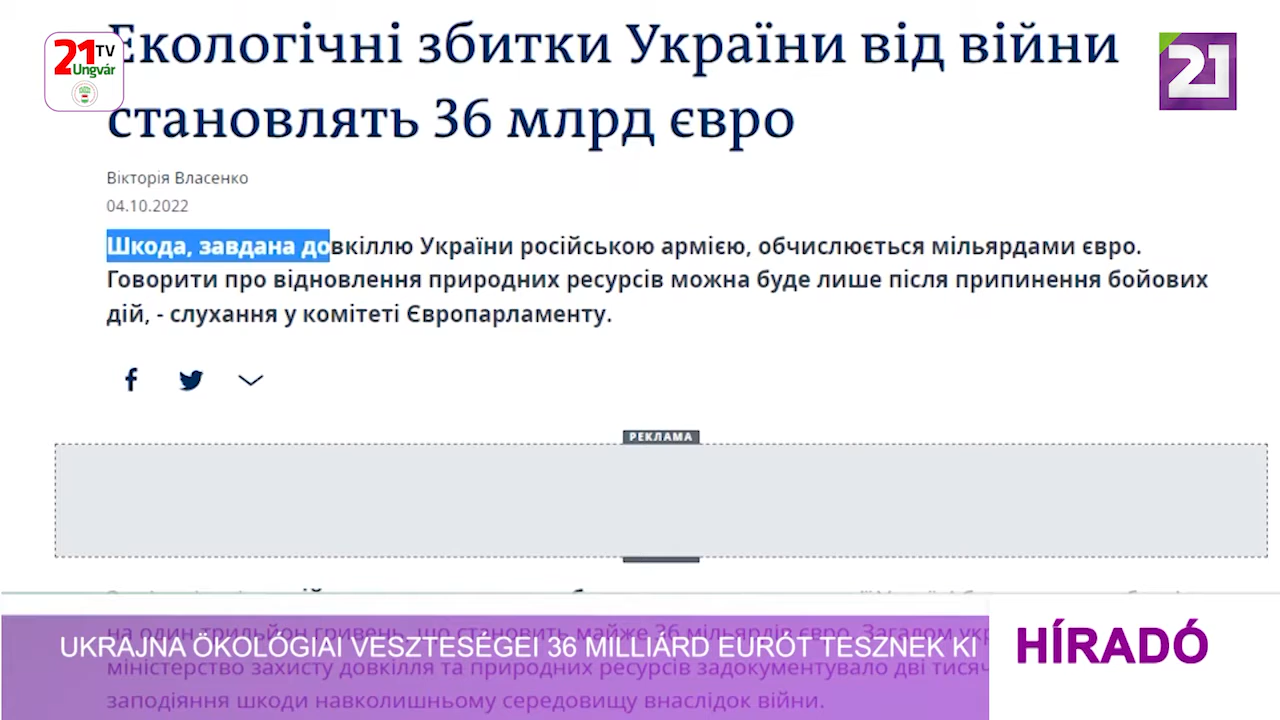 21 TV
Ungvár
21
Екологічні збитки України від війни
становлять 36 млрд євро
Вікторія Власенко
04.10.2022
Шкода, завдана довкіллю України російською армією, обчислюється мільярдами євро.
Говорити про відновлення природних ресурсів можна буде лише після припинення бойових
дій, - слухання у комітеті Європарламенту.
РЕКЛАМА
на один трильйон гривень, що становить майже 36 мільярдів євро. Загалом
UKRAJNA ÖKOLÓGIAI VESZTESÉGEI 36 MILLIÁRD EURÓT TESZNEK KI
HÍRADÓ
міністерство захисту довкілля та природних ресурсів задокументувало дві
заподіяння шкоди навколишньому середовищу внаслідок війни.